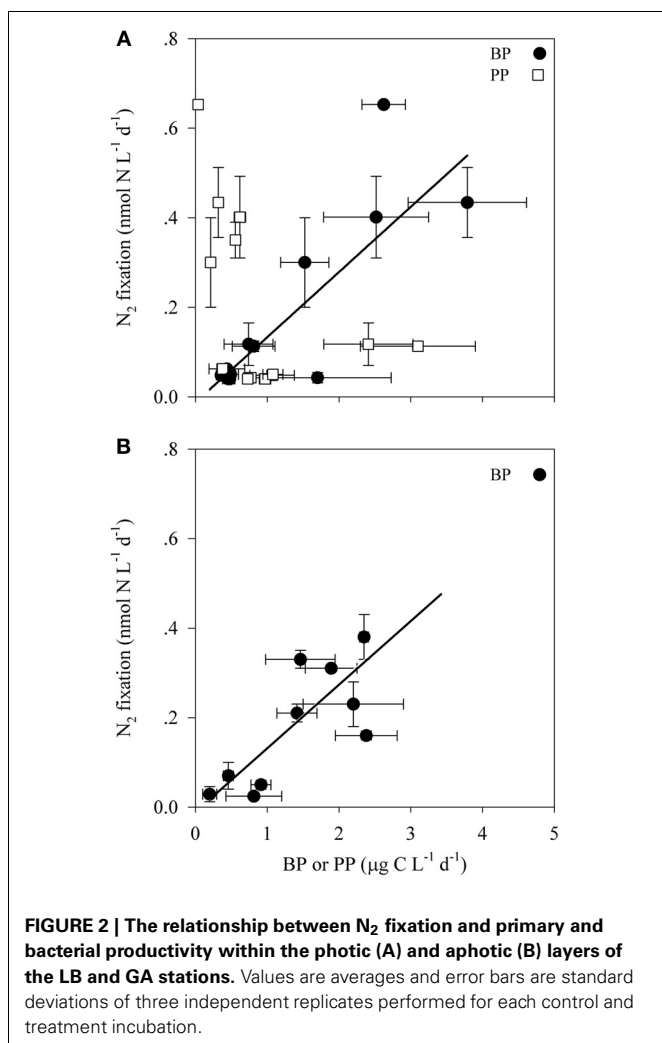 A
.8
.6
.4
.2
0.0
N₂ fixation (nmol N L⁻¹ d⁻¹)
BP
PP
B
.8
.6
.4
.2
0.0
N₂ fixation (nmol N L⁻¹ d⁻¹)
BP
0 1 2 3 4 5
BP or PP (µg C L⁻¹ d⁻¹)
FIGURE 2 | The relationship between N₂ fixation and primary and
bacterial productivity within the photic (A) and aphotic (B) layers of
the LB and GA stations. Values are averages and error bars are standard
deviations of three independent replicates performed for each control and
treatment incubation.